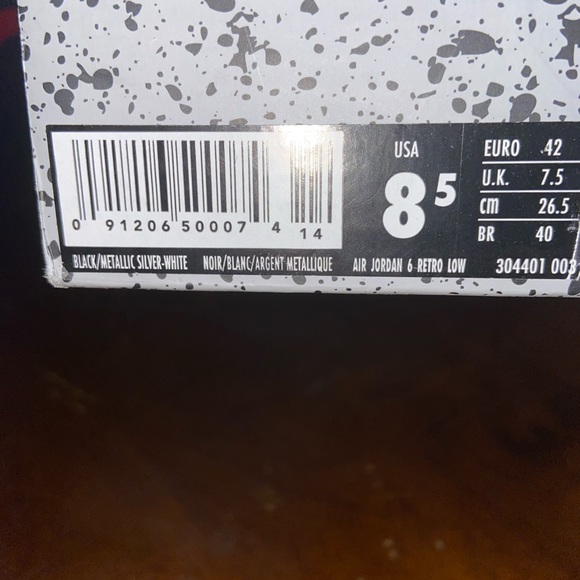 USA
8 5
EURO 42
U.K. 7.5
cm 26.5
BR 40
0 91206 50007 4 14
BLACK/METALLIC SILVER-WHITE NOIR/BLANC/ARGENT METALLIQUE AIR JORDAN 6 RETRO LOW 304401 003